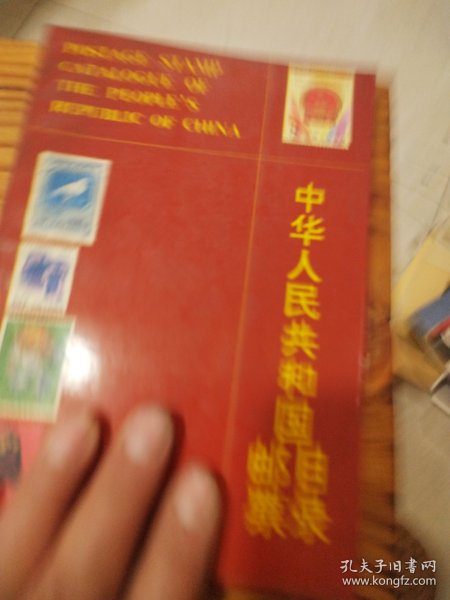 POSTAGE STAMP
CATALOGUE OF
THE PEOPLE'S
REPUBLIC OF CHINA
中华人民共和国
邮票
目录
孔夫子旧书网
www.kongfz.com